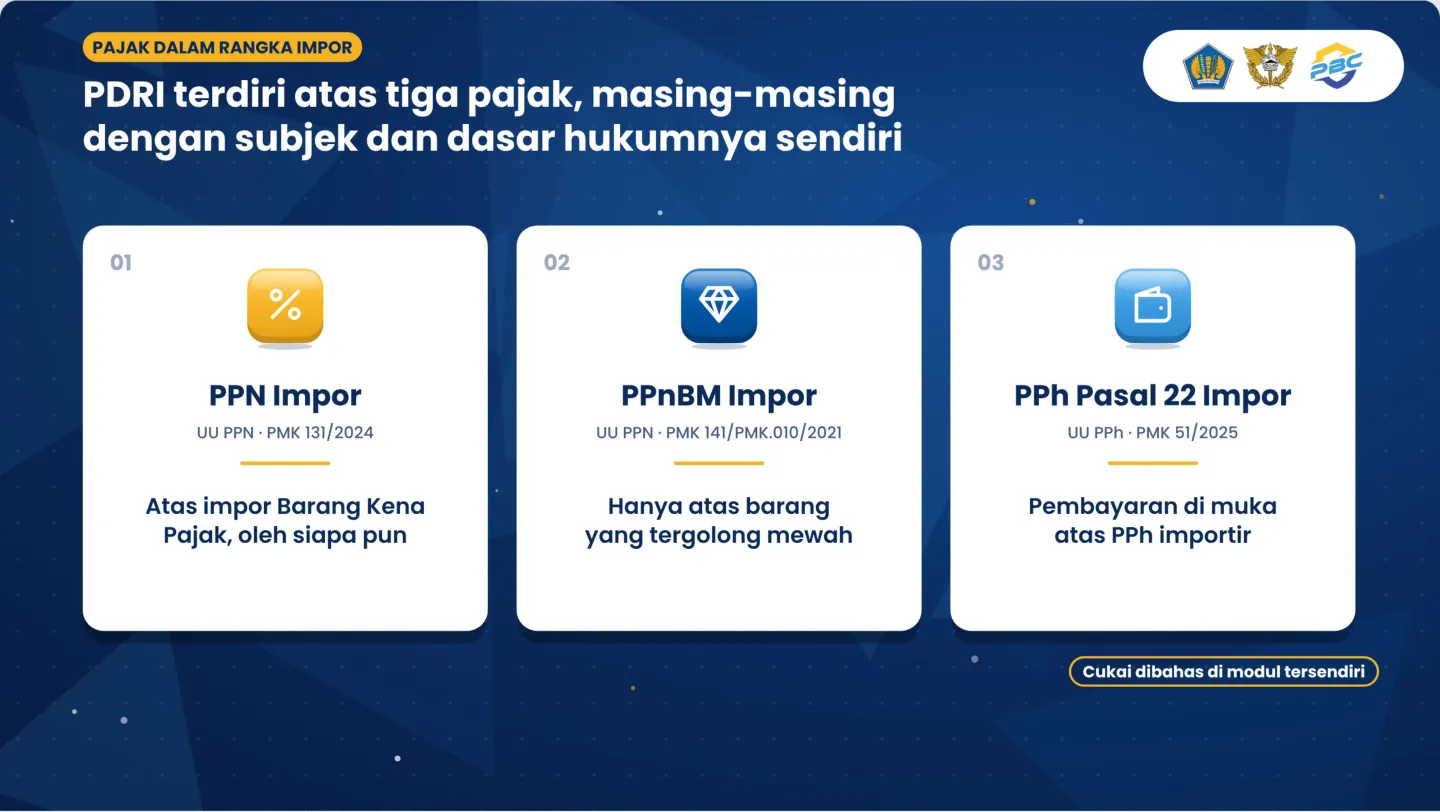 PAJAK DALAM RANGKA IMPOR
PDRI terdiri atas tiga pajak, masing-masing
dengan subjek dan dasar hukumnya sendiri
PBC
01
PPN Impor
UU PPN · PMK 131/2024
Atas impor Barang Kena
Pajak, oleh siapa pun
02
PPnBM Impor
UU PPN · PMK 141/PMK.010/2021
Hanya atas barang
yang tergolong mewah
03
PPh Pasal 22 Impor
UU PPh · PMK 51/2025
Pembayaran di muka
atas PPh importir
Cukai dibahas di modul tersendiri